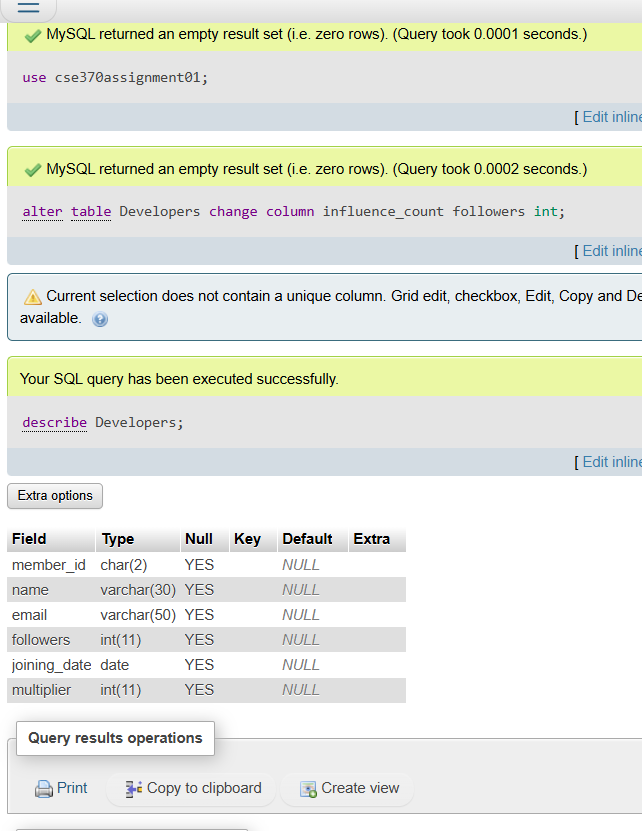 MySQL returned an empty result set (i.e. zero rows). (Query took 0.0001 seconds.)
use cse370assignment01;
[ Edit inline
MySQL returned an empty result set (i.e. zero rows). (Query took 0.0002 seconds.)
alter table Developers change column influence_count followers int;
[ Edit inline
Current selection does not contain a unique column. Grid edit, checkbox, Edit, Copy and De
available.
Your SQL query has been executed successfully.
describe Developers;
[ Edit inline
Extra options
Field Type Null Key Default Extra
member_id char(2) YES NULL
name varchar(30) YES NULL
email varchar(50) YES NULL
followers int(11) YES NULL
joining_date date YES NULL
multiplier int(11) YES NULL
Query results operations
Print Copy to clipboard Create view